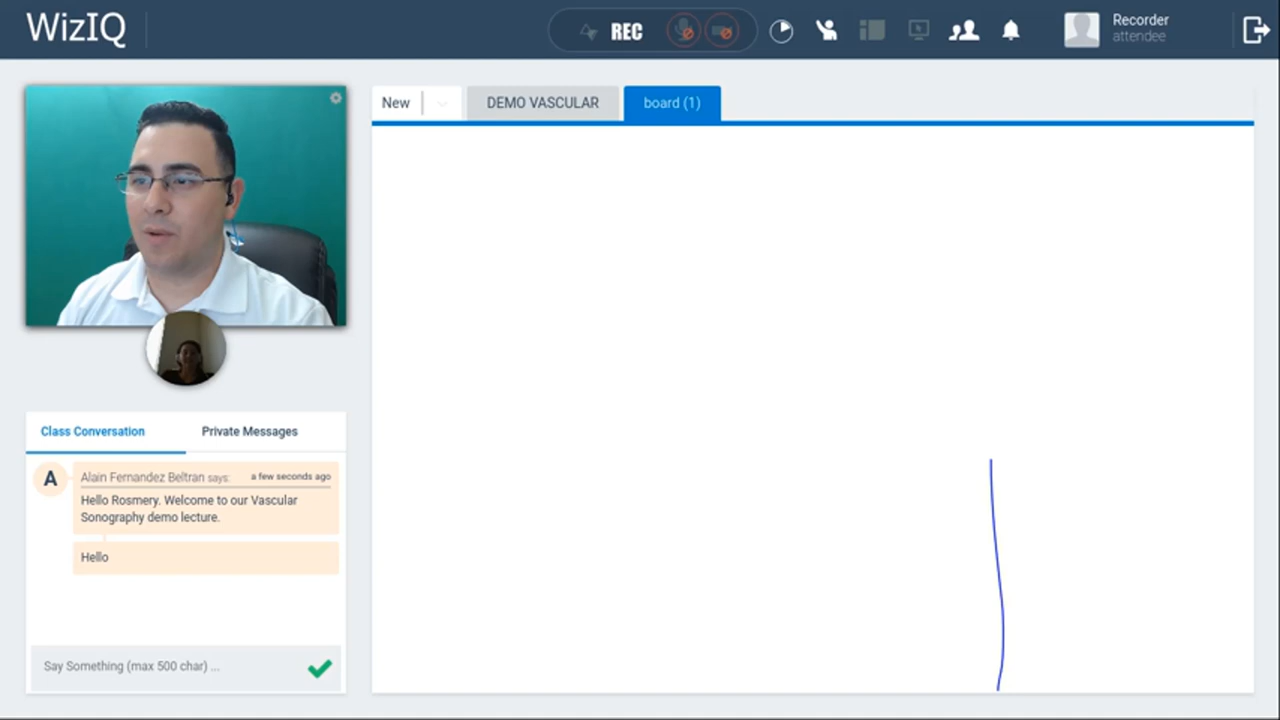 WizIQ
REC
Recorder
attendee
New
DEMO VASCULAR
board (1)
Class Conversation
Private Messages
A
Alain Fernandez Beltran says:
a few seconds ago
Hello Rosmery. Welcome to our Vascular
Sonography demo lecture.
Hello
Say Something (max 500 char) ...